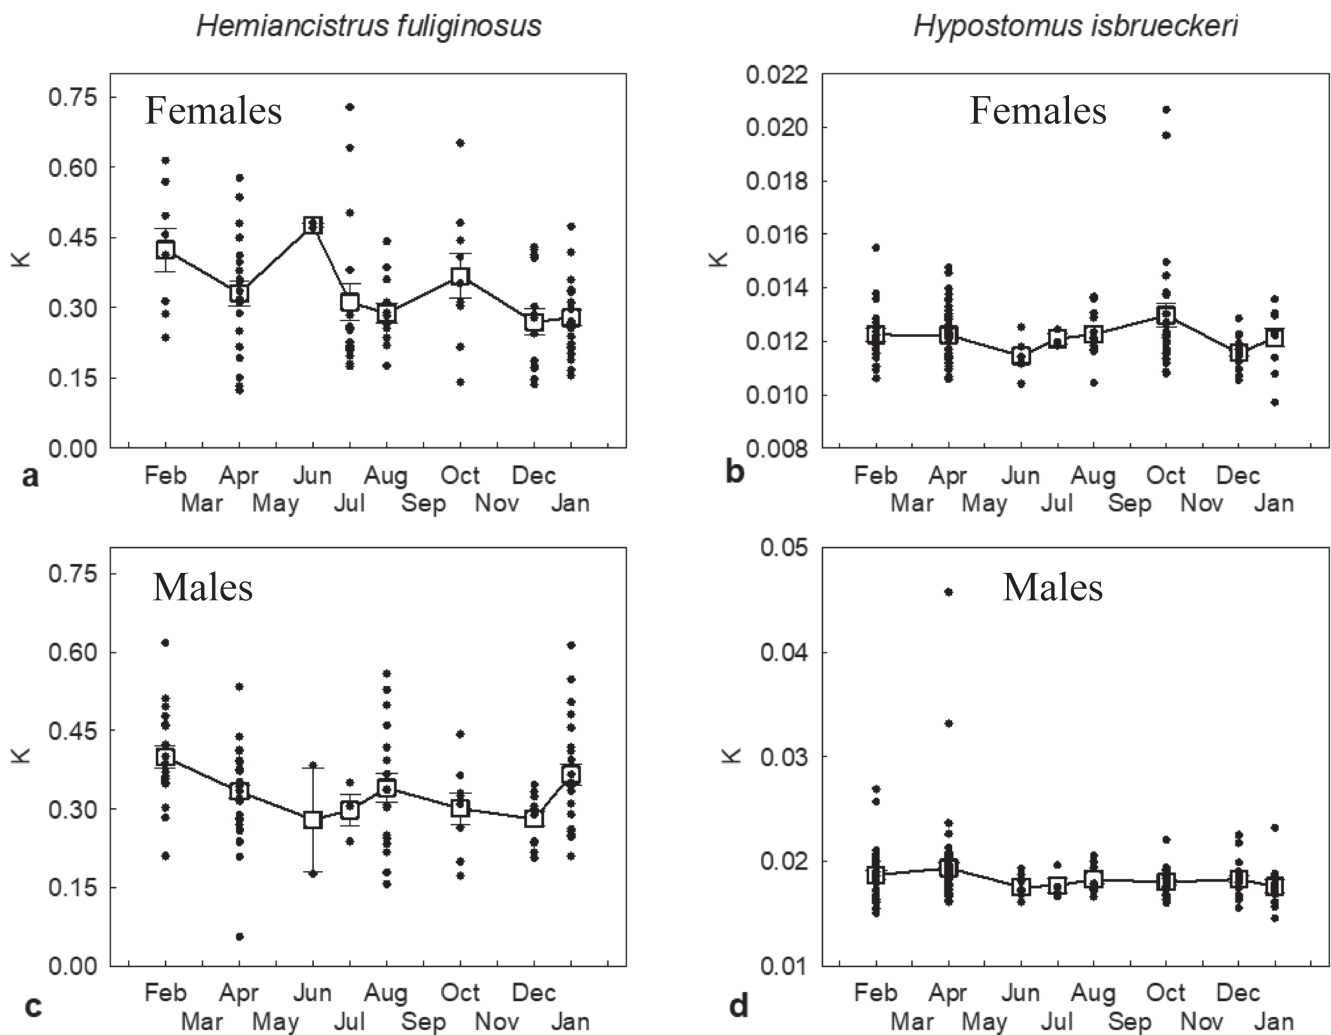 Hemiancistrus fuliginosus
Hypostomus isbrueckeri
Females
0.75
0.60
0.45
0.30
0.15
0.00
K
a
Feb Apr Jun Aug Oct Dec
Mar May Jul Sep Nov Jan
Females
0.022
0.020
0.018
0.016
0.014
0.012
0.010
0.008
K
b
Feb Apr Jun Aug Oct Dec
Mar May Jul Sep Nov Jan
Males
0.75
0.60
0.45
0.30
0.15
0.00
K
c
Feb Apr Jun Aug Oct Dec
Mar May Jul Sep Nov Jan
Males
0.05
0.04
0.03
0.02
0.01
K
d
Feb Apr Jun Aug Oct Dec
Mar May Jul Sep Nov Jan